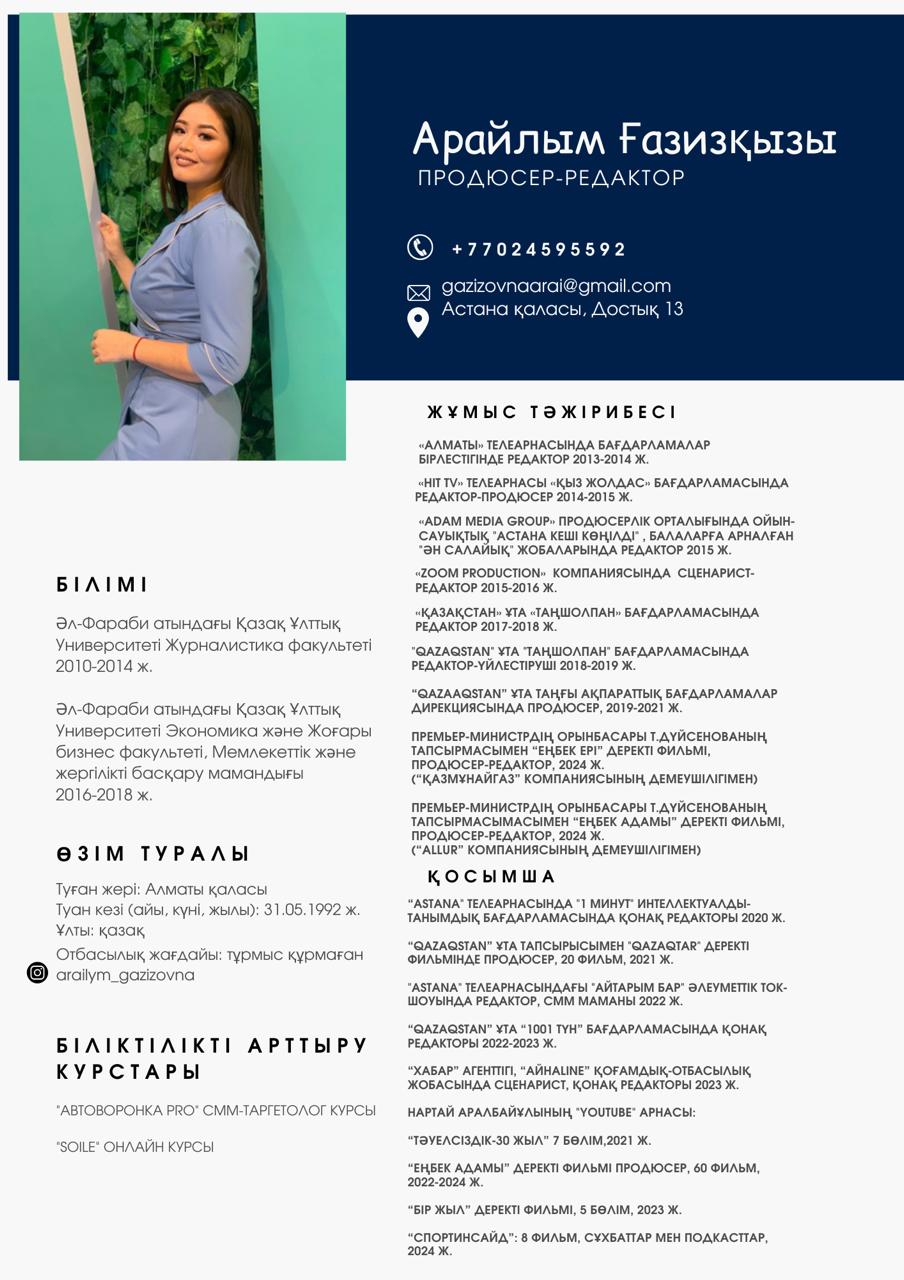 Арайлым Ғазизқызы
ПРОДЮСЕР-РЕДАКТОР
+77024595592
gazizovnaarai@gmail.com
Астана қаласы, Достық 13
БІЛІМІ
Әл-Фараби атындағы Қазақ Ұлттық
Университеті Журналистика факультеті
2010-2014 ж.
Әл-Фараби атындағы Қазақ Ұлттық
Университеті Экономика және Жоғары
бизнес факультеті, Мемлекеттік және
жергілікті басқару мамандығы
2016-2018 ж.
ӨЗІМ ТУРАЛЫ
Туған жері: Алматы қаласы
Туан кезі (айы, күні, жылы): 31.05.1992 ж.
Ұлты: қазақ
Отбасылық жағдайы: тұрмыс құрмаған
arailym_gazizovna
БІЛІКТІЛІКТІ АРТТЫРУ
КУРСТАРЫ
"АВТОВОРОНКА PRO" СММ-ТАРГЕТОЛОГ КУРСЫ
"SOILE" ОНЛАЙН КУРСЫ
ЖҰМЫС ТӘЖІРИБЕСІ
«АЛМАТЫ» ТЕЛЕАРНАСЫНДА БАҒДАРЛАМАЛАР
БІРЛЕСТІГІНДЕ РЕДАКТОР 2013-2014 Ж.
«HIT TV» ТЕЛЕАРНАСЫ «ҚЫЗ ЖОЛДАС» БАҒДАРЛАМАСЫНДА
РЕДАКТОР-ПРОДЮСЕР 2014-2015 Ж.
«ADAM MEDIA GROUP» ПРОДЮСЕРЛІК ОРТАЛЫҒЫНДА ОЙЫН-
САУЫҚТЫҚ "АСТАНА КЕШІ КӨҢІЛДІ" , БАЛАЛАРҒА АРНАЛҒАН
"ӘН САЛАЙЫҚ" ЖОБАЛАРЫНДА РЕДАКТОР 2015 Ж.
«ZOOM PRODUCTION» КОМПАНИЯСЫНДА СЦЕНАРИСТ-
РЕДАКТОР 2015-2016 Ж.
«ҚАЗАҚСТАН» ҰТА «ТАҢШОЛПАН» БАҒДАРЛАМАСЫНДА
РЕДАКТОР 2017-2018 Ж.
"QAZAQSTAN" ҰТА "ТАҢШОЛПАН" БАҒДАРЛАМАСЫНДА
РЕДАКТОР-ҮЙЛЕСТІРУШІ 2018-2019 Ж.
“QAZAAQSTAN” ҰТА ТАҢҒЫ АҚПАРАТТЫҚ БАҒДАРЛАМАЛАР
ДИРЕКЦИЯСЫНДА ПРОДЮСЕР, 2019-2021 Ж.
ПРЕМЬЕР-МИНИСТРДІҢ ОРЫНБАСАРЫ Т.ДҮЙСЕНОВАНЫҢ
ТАПСЫРМАСЫМЕН “ЕҢБЕК ЕРІ” ДЕРЕКТІ ФИЛЬМІ,
ПРОДЮСЕР-РЕДАКТОР, 2024 Ж.
(“ҚАЗМҰНАЙГАЗ” КОМПАНИЯСЫНЫҢ ДЕМЕУШІЛІГІМЕН)
ПРЕМЬЕР-МИНИСТРДІҢ ОРЫНБАСАРЫ Т.ДҮЙСЕНОВАНЫҢ
ТАПСЫРМАСЫМАСЫМЕН “ЕҢБЕК АДАМЫ” ДЕРЕКТІ ФИЛЬМІ,
ПРОДЮСЕР-РЕДАКТОР, 2024 Ж.
(“ALLUR” КОМПАНИЯСЫНЫҢ ДЕМЕУШІЛІГІМЕН)
ҚОСЫМША
“ASTANA” ТЕЛЕАРНАСЫНДА "1 МИНУТ" ИНТЕЛЛЕКТУАЛДЫ-
ТАНЫМДЫҚ БАҒДАРЛАМАСЫНДА ҚОНАҚ РЕДАКТОРЫ 2020 Ж.
“QAZAQSTAN” ҰТА ТАПСЫРЫСЫМЕН "QAZAQTAR" ДЕРЕКТІ
ФИЛЬМІНДЕ ПРОДЮСЕР, 20 ФИЛЬМ, 2021 Ж.
"ASTANA" ТЕЛЕАРНАСЫНДАҒЫ "АЙТАРЫМ БАР" ӘЛЕУМЕТТІК ТОК-
ШОУЫНДА РЕДАКТОР, СММ МАМАНЫ 2022 Ж.
“QAZAQSTAN” ҰТА “1001 ТҮН” БАҒДАРЛАМАСЫНДА ҚОНАҚ
РЕДАКТОРЫ 2022-2023 Ж.
“ХАБАР” АГЕНТТІГІ, “АЙНАLINE” ҚОҒАМДЫҚ-ОТБАСЫЛЫҚ
ЖОБАСЫНДА СЦЕНАРИСТ, ҚОНАҚ РЕДАКТОРЫ 2023 Ж.
НАРТАЙ АРАЛБАЙҰЛЫНЫҢ "YOUTUBE" АРНАСЫ:
“ТӘУЕЛСІЗДІК-30 ЖЫЛ” 7 БӨЛІМ,2021 Ж.
“ЕҢБЕК АДАМЫ” ДЕРЕКТІ ФИЛЬМІ ПРОДЮСЕР, 60 ФИЛЬМ,
2022-2024 Ж.
“БІР ЖЫЛ” ДЕРЕКТІ ФИЛЬМІ, 5 БӨЛІМ, 2023 Ж.
“СПОРТИНСАЙД”: 8 ФИЛЬМ, СҰХБАТТАР МЕН ПОДКАСТТАР,
2024 Ж.